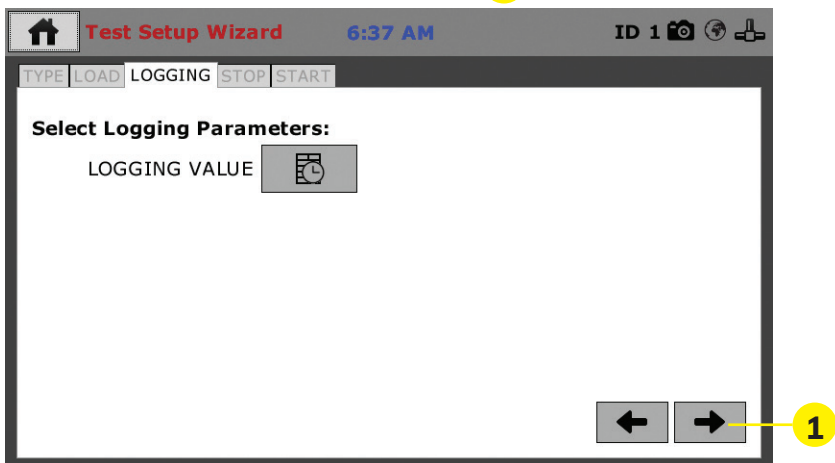 Test Setup Wizard 6:37 AM ID 1
TYPE LOAD LOGGING STOP START
Select Logging Parameters:
LOGGING VALUE
1